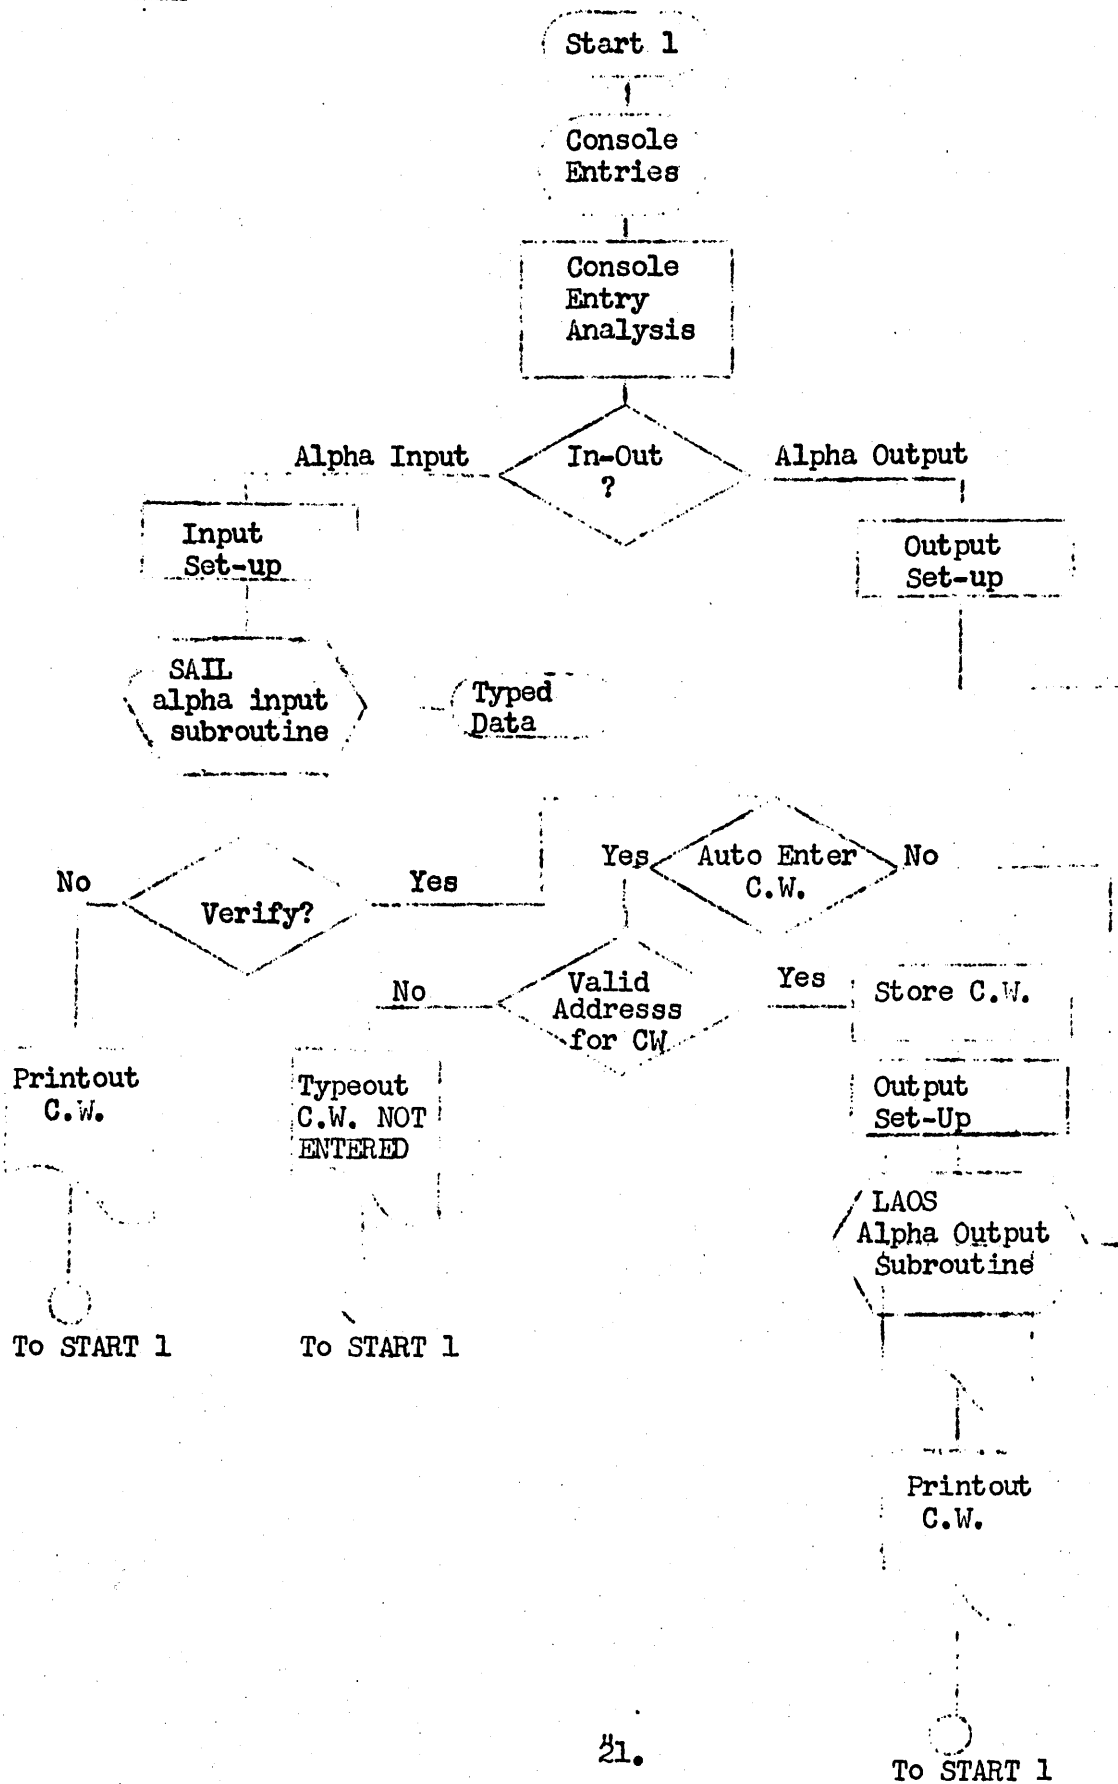 Start 1
Console
Entries
Console
Entry
Analysis
In-Out
?
Alpha Input
Alpha Output
Input
Set-up
Output
Set-up
SAIL
alpha input
subroutine
Typed
Data
Verify?
No
Yes
Auto Enter
C.W.
Yes
No
Valid
Addresss
for CW
No
Yes
Store C.W.
Printout
C.W.
Typeout
C.W. NOT
ENTERED
Output
Set-Up
LAOS
Alpha Output
Subroutine
To START 1
To START 1
Printout
C.W.
To START 1
21.